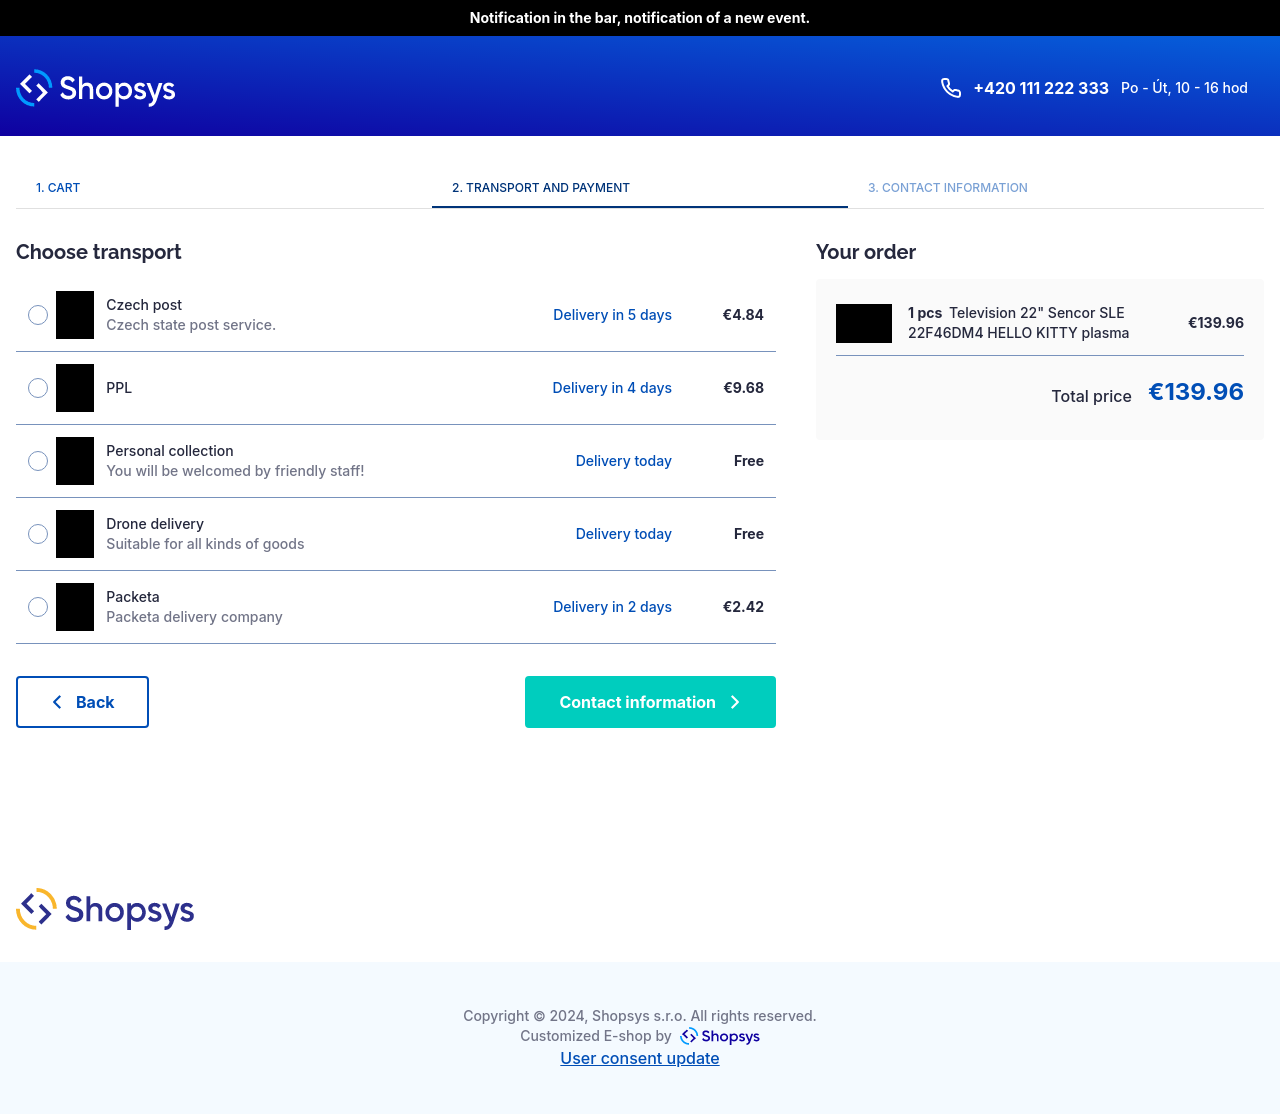 Notification in the bar, notification of a new event.
Shopsys
+420 111 222 333 Po - Út, 10 - 16 hod
1. CART
2. TRANSPORT AND PAYMENT
3. CONTACT INFORMATION
Choose transport
Czech post
Czech state post service.
Delivery in 5 days
€4.84
PPL
Delivery in 4 days
€9.68
Personal collection
You will be welcomed by friendly staff!
Delivery today
Free
Drone delivery
Suitable for all kinds of goods
Delivery today
Free
Packeta
Packeta delivery company
Delivery in 2 days
€2.42
Back
Contact information
Your order
1 pcs Television 22" Sencor SLE
22F46DM4 HELLO KITTY plasma
€139.96
Total price €139.96
Shopsys
Copyright © 2024, Shopsys s.r.o. All rights reserved.
Customized E-shop by Shopsys
User consent update